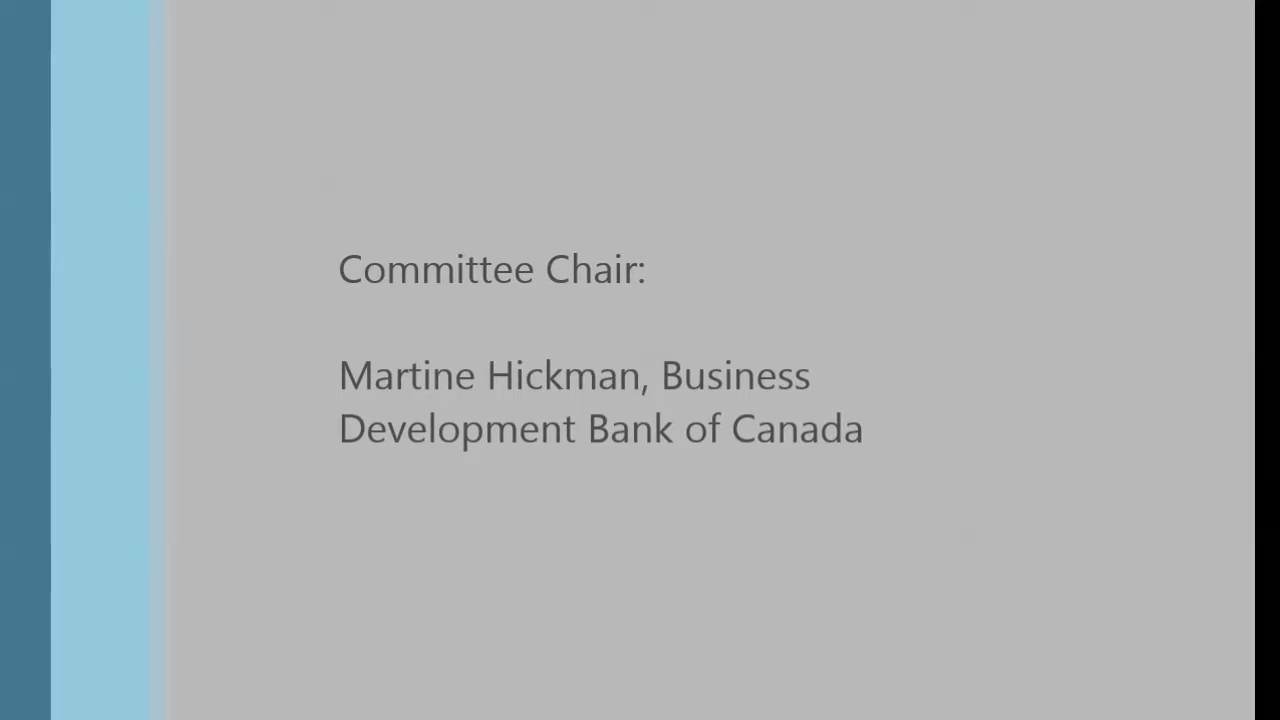 Committee Chair:
Martine Hickman, Business
Development Bank of Canada